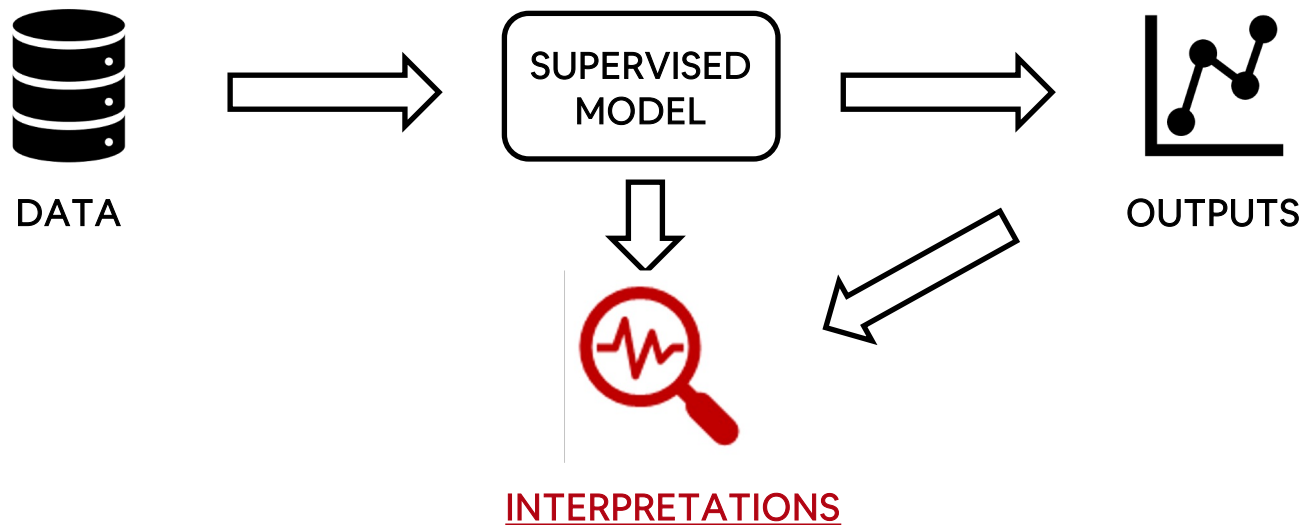 SUPERVISED
MODEL
DATA
OUTPUTS
INTERPRETATIONS